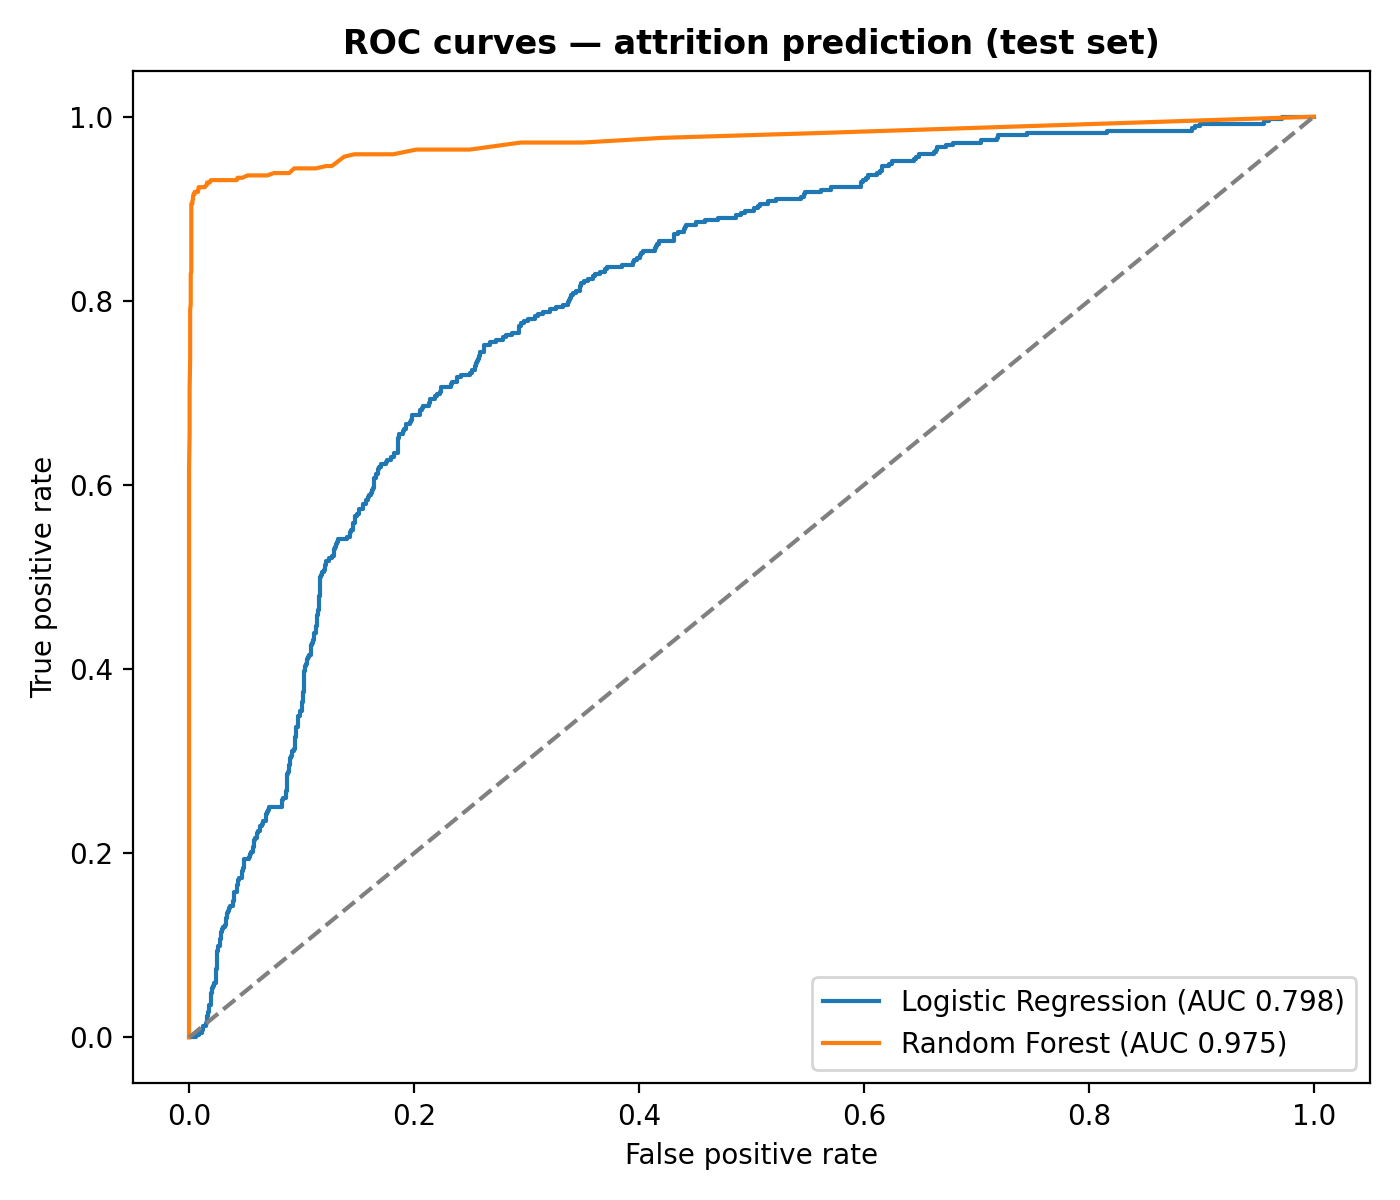 ROC curves — attrition prediction (test set)
True positive rate
1.0
0.8
0.6
0.4
0.2
0.0
Logistic Regression (AUC 0.798)
Random Forest (AUC 0.975)
0.0 0.2 0.4 0.6 0.8 1.0
False positive rate